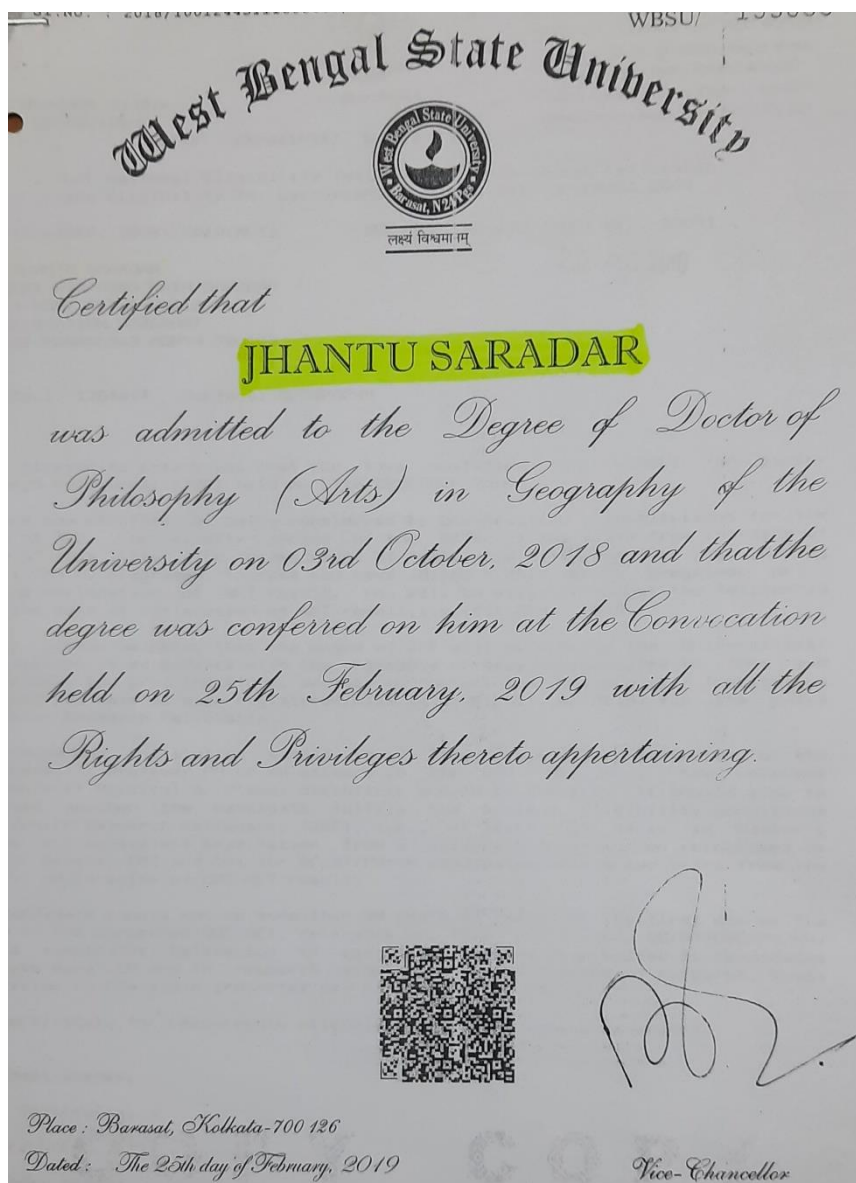 WBSU/
West Bengal State University
West Bengal State University
Barasat, N24Pgs
लक्ष्यं विश्वमा म्
Certified that
JHANTU SARADAR
was admitted to the Degree of Doctor of
Philosophy (Arts) in Geography of the
University on 03rd October, 2018 and thatthe
degree was conferred on him at the Convocation
held on 25th February, 2019 with all the
Rights and Privileges thereto appertaining.
Place : Barasat, Kolkata-700 126
Dated : The 25th day of February, 2019
Vice-Chancellor